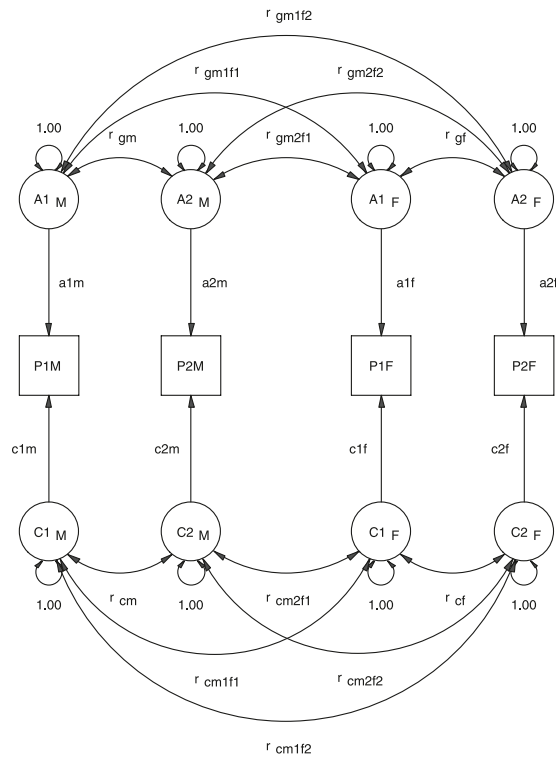 r gm1f2
r gm1f1 r gm2f2
1.00 r gm 1.00 r gm2f1 1.00 r gf 1.00
A1 M A2 M A1 F A2 F
a1m a2m a1f a2f
P1M P2M P1F P2F
c1m c2m c1f c2f
C1 M C2 M C1 F C2 F
1.00 r cm 1.00 r cm2f1 1.00 r cf 1.00
r cm1f1 r cm2f2
r cm1f2